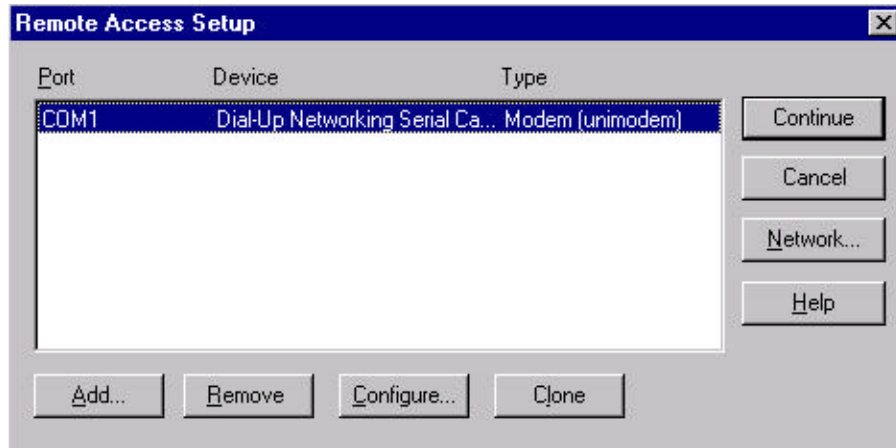 Remote Access Setup
Port Device Type
COM1 Dial-Up Networking Serial Ca... Modem (unimodem)
Continue
Cancel
Network...
Help
Add... Remove Configure... Clone